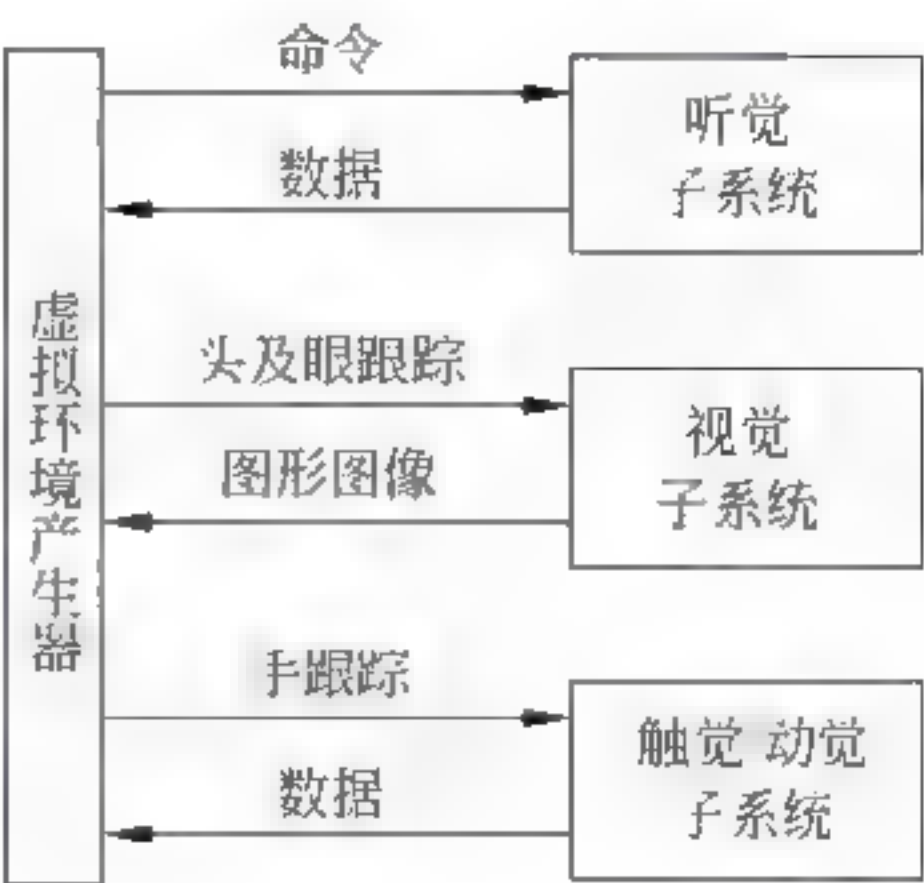 命令
听觉
子系统
数据
虚拟环境产生器
头及眼跟踪
视觉
子系统
图形图像
手跟踪
触觉 动觉
子系统
数据